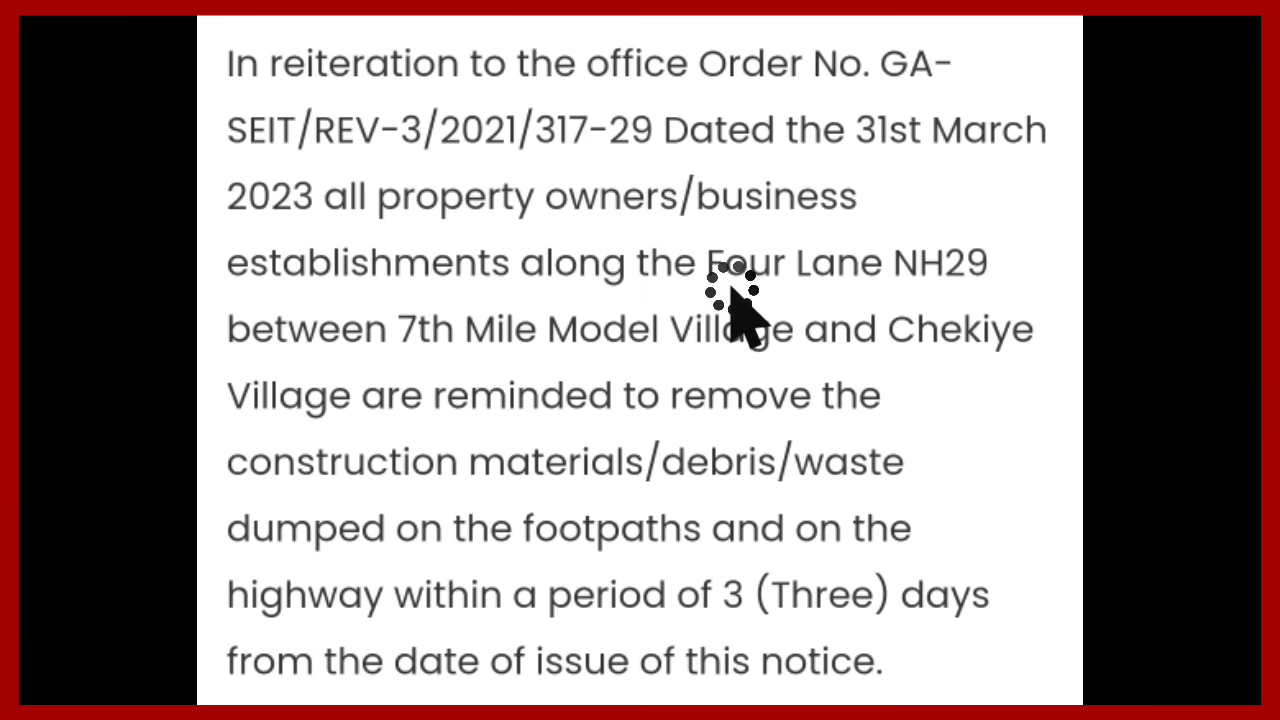 In reiteration to the office Order No. GA-
SEIT/REV-3/2021/317-29 Dated the 31st March
2023 all property owners/business
establishments along the Four Lane NH29
between 7th Mile Model Village and Chekiye
Village are reminded to remove the
construction materials/debris/waste
dumped on the footpaths and on the
highway within a period of 3 (Three) days
from the date of issue of this notice.